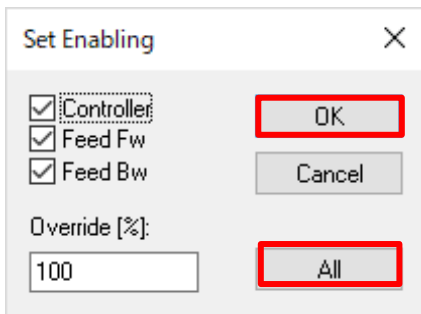 Set Enabling
Controller
Feed Fw
Feed Bw
OK
Cancel
Override [%]:
100
All